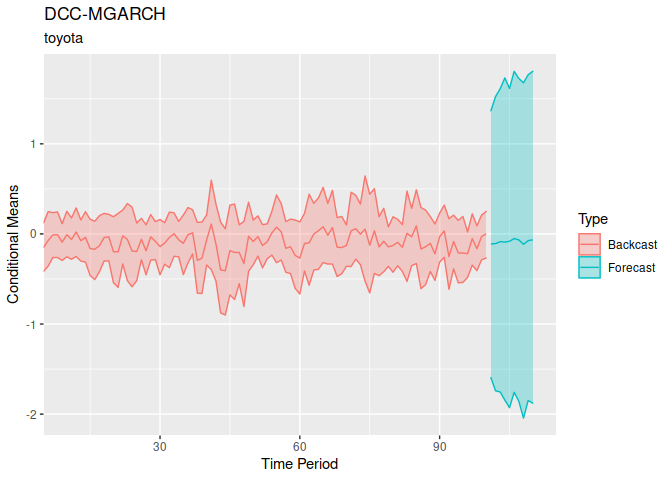 DCC-MGARCH
toyota
Conditional Means
1
0
-1
-2
30
60
90
Time Period
Type
Backcast
Forecast